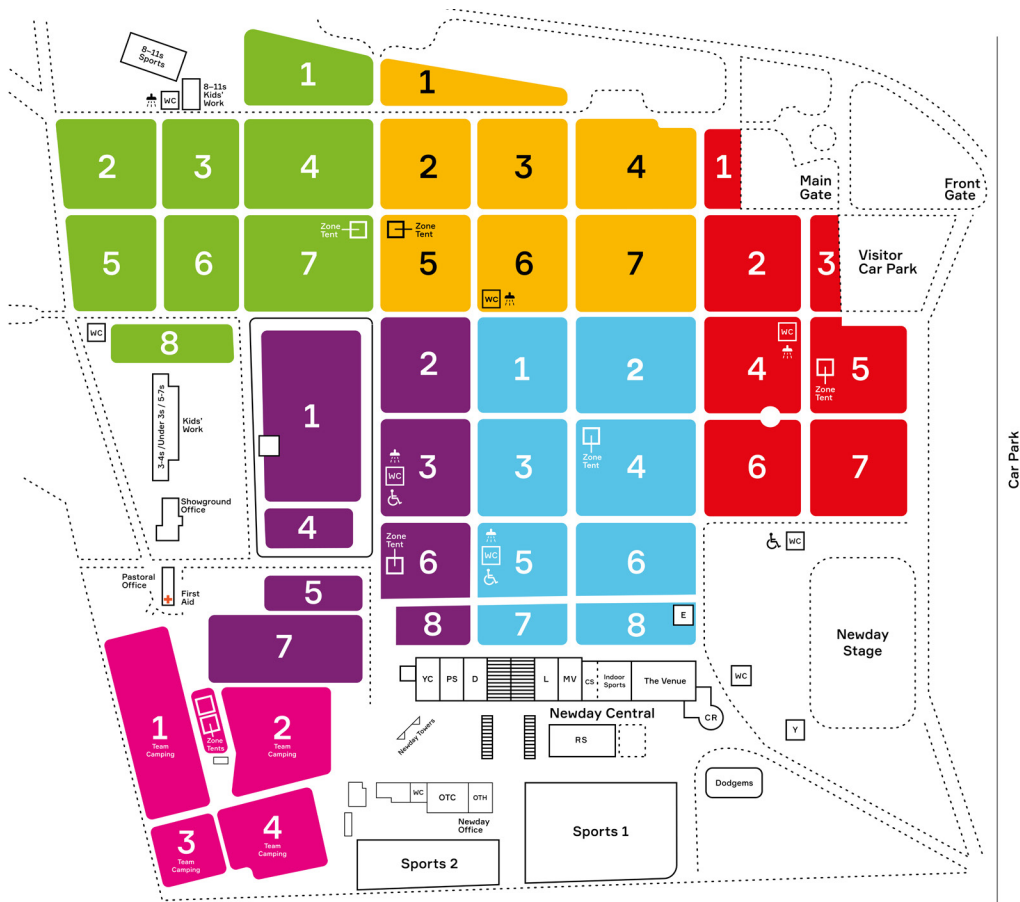 8–11s
Sports
WC
8–11s
Kids'
Work
1
1
2
3
4
2
3
4
1
Main
Gate
Front
Gate
5
6
7
Zone
Tent
Zone
Tent
5
6
WC
7
2
3
Visitor
Car Park
WC
8
1
2
1
2
4
WC
5
Zone
Tent
3-4s /Under 3s / 5-7s
Kids'
Work
3
WC
3
4
Zone
Tent
6
7
Car Park
Showground
Office
4
Zone
Tent
6
WC
5
6
WC
Pastoral
Office
First
Aid
5
7
8
7
8
E
Newday
Stage
YC
PS
D
L
MV
CS
Indoor
Sports
The Venue
WC
CR
Newday Central
RS
Y
Newday Towers
1
Team
Camping
Zone
Tents
2
Team
Camping
3
Team
Camping
4
Team
Camping
WC
OTC
OTH
Newday
Office
Dodgems
Sports 1
Sports 2